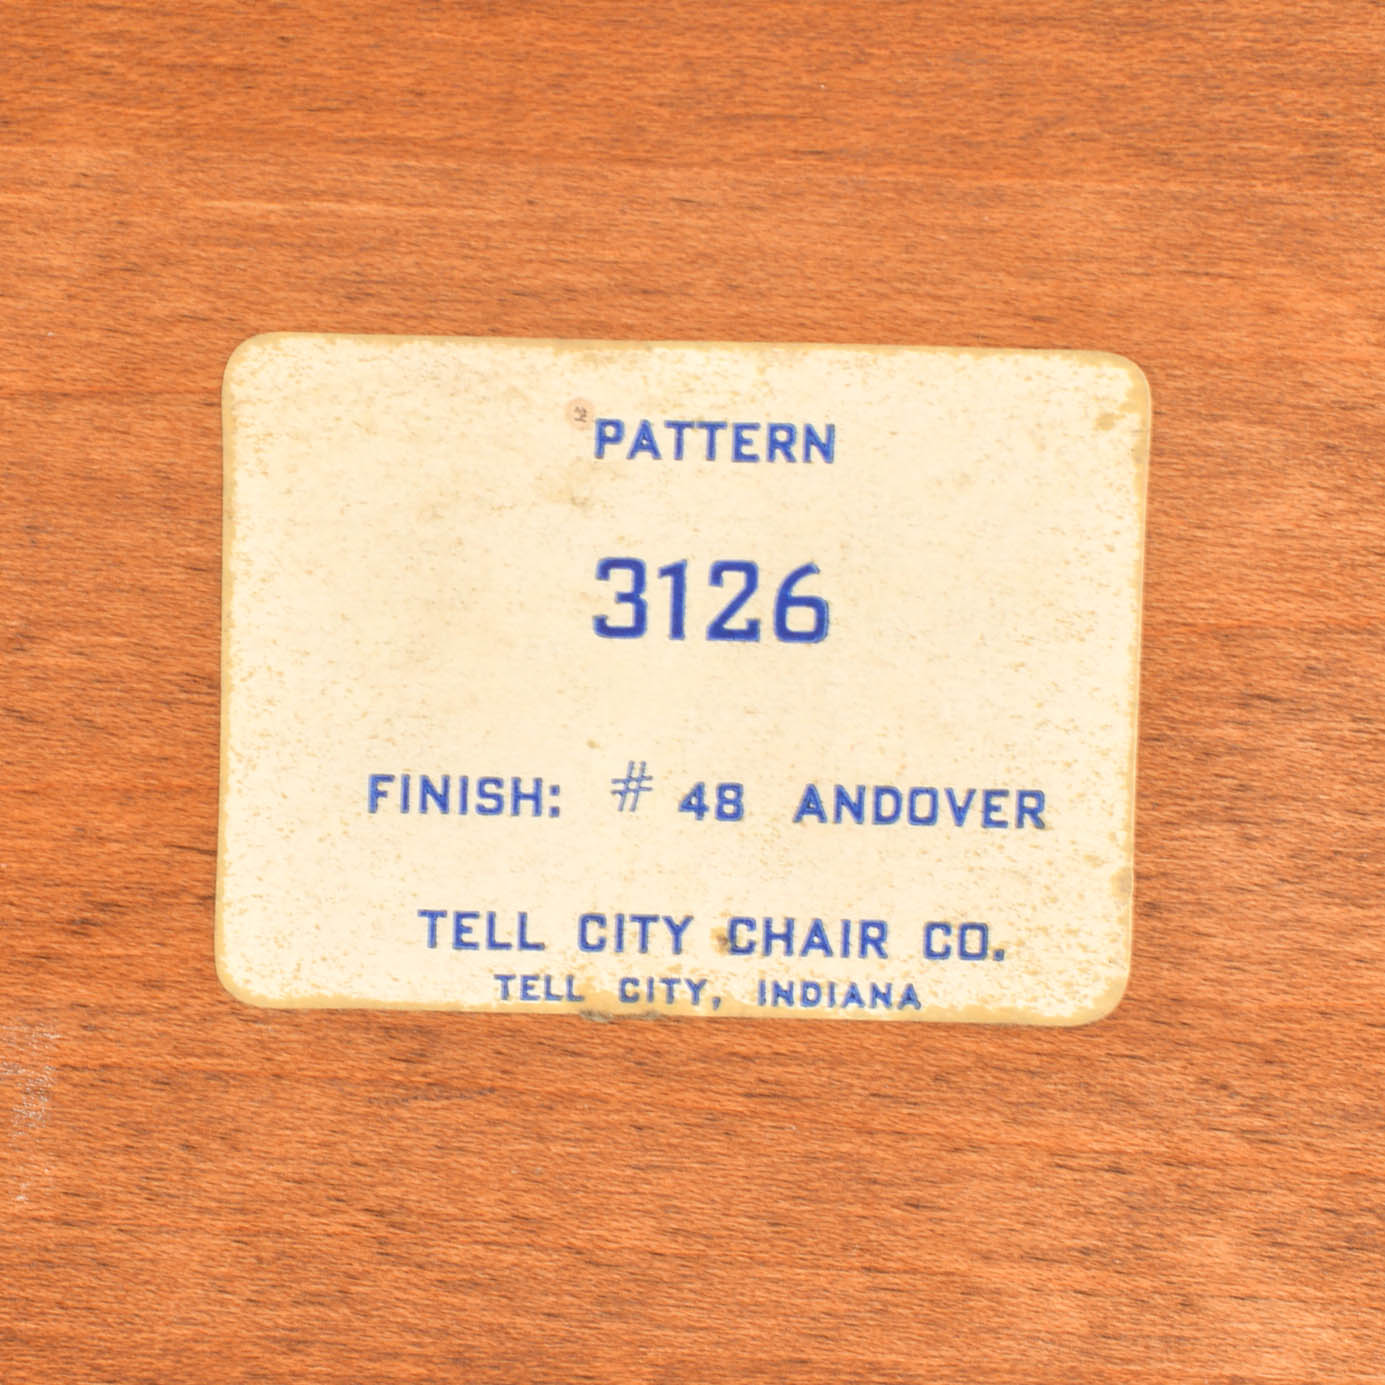 PATTERN
3126
FINISH: # 48 ANDOVER
TELL CITY CHAIR CO.
TELL CITY, INDIANA